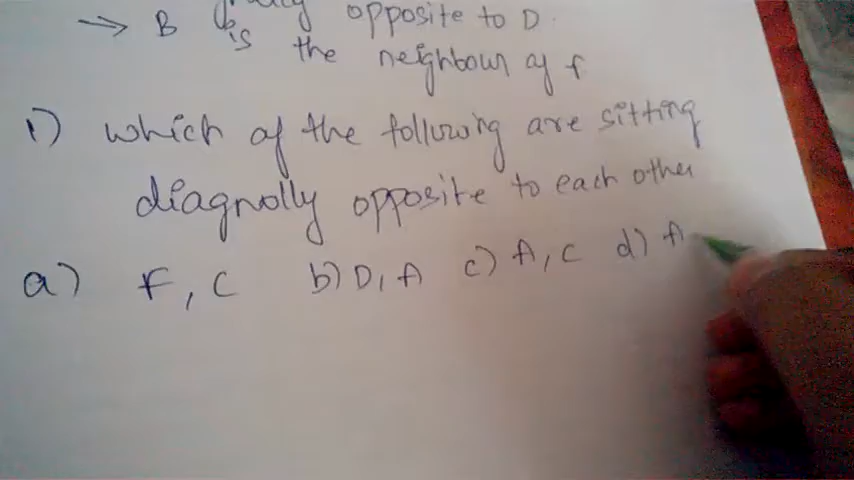 opposite to D.
→ B is the neighbour of F
1) which of the following are sitting
diagnolly opposite to each other
a) F, C b) D, A c) A, C d) A